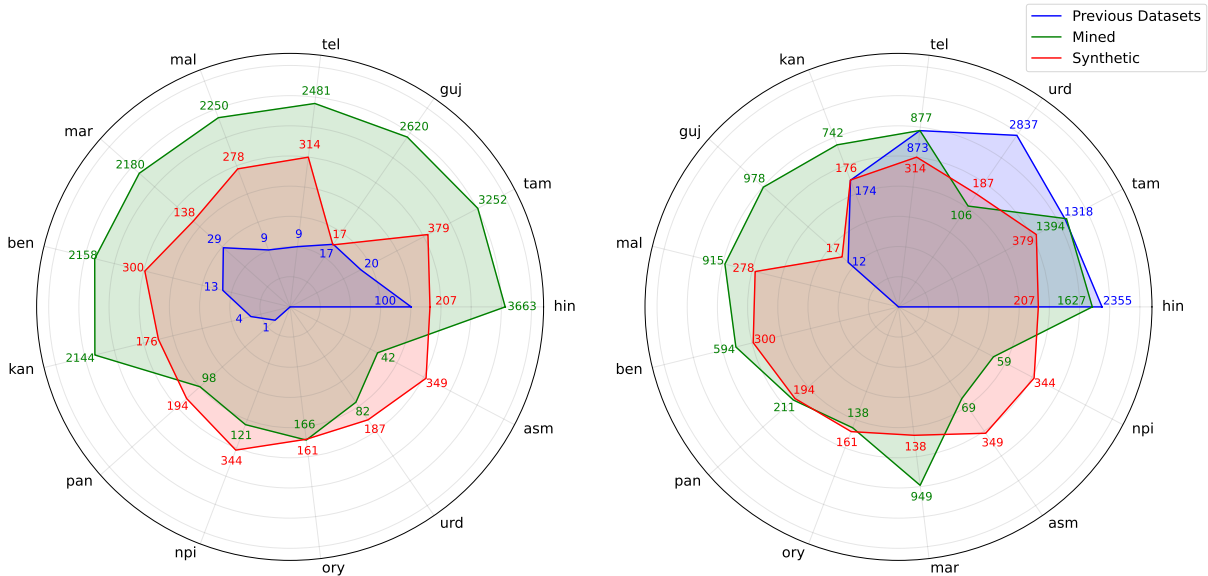 Previous Datasets
Mined
Synthetic
tel
mal
guj
mar
tam
ben
hin
kan
asm
pan
urd
npi
ory
2481
2250
2620
2180
3252
2158
3663
2144
98
121
166
82
42
314
278
17
138
379
300
207
176
194
344
161
187
349
29
9
9
17
20
13
100
4
1
tel
kan
urd
guj
tam
mal
hin
ben
npi
pan
asm
ory
mar
877
742
2837
978
873
176
314
187
174
106
1318
1394
379
17
12
915
278
207
1627
2355
300
594
59
194
344
211
138
69
161
138
349
949